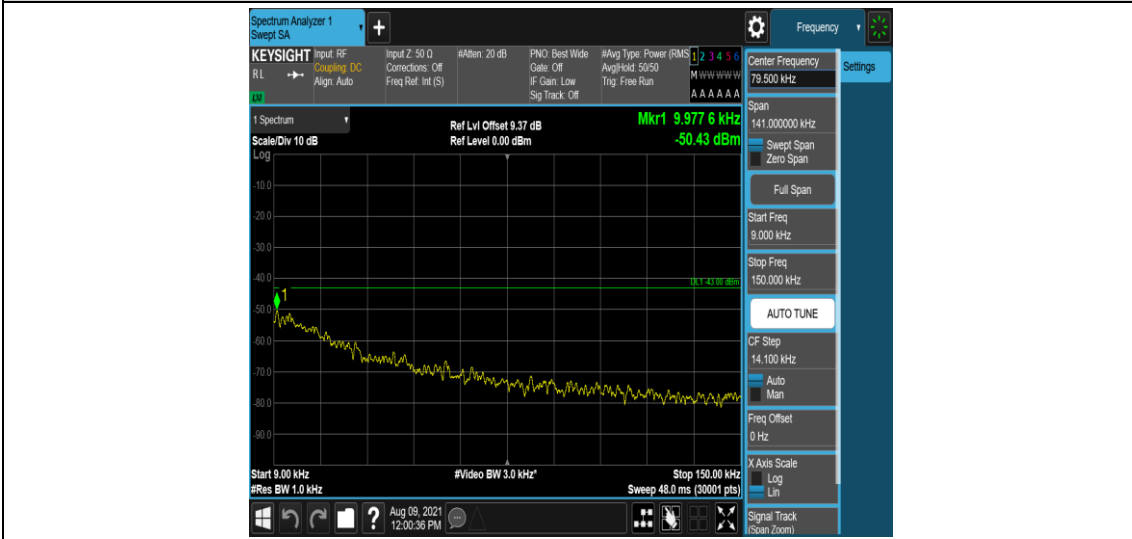 Spectrum Analyzer 1
Swept SA
+
Frequency
KEYSIGHT
RL
LXI
Input: RF
Coupling: DC
Align: Auto
Input Z: 50 Ω
Corrections: Off
Freq Ref: Int (S)
#Atten: 20 dB
PNO: Best Wide
Gate: Off
IF Gain: Low
Sig Track: Off
#Avg Type: Power (RMS
Avg|Hold: 50/50
Trig: Free Run
1 2 3 4 5 6
M W W W W W
A A A A A A
1 Spectrum
Scale/Div 10 dB
Log
Ref Lvl Offset 9.37 dB
Ref Level 0.00 dBm
Mkr1 9.977 6 kHz
-50.43 dBm
-10.0
-20.0
-30.0
-40.0
DL1 -43.00 dBm
1
-50.0
-60.0
-70.0
-80.0
-90.0
Start 9.00 kHz
#Video BW 3.0 kHz*
Stop 150.00 kHz
#Res BW 1.0 kHz
Sweep 48.0 ms (30001 pts)
?
Aug 09, 2021
12:00:36 PM
Center Frequency
79.500 kHz
Settings
Span
141.000000 kHz
Swept Span
Zero Span
Full Span
Start Freq
9.000 kHz
Stop Freq
150.000 kHz
AUTO TUNE
CF Step
14.100 kHz
Auto
Man
Freq Offset
0 Hz
X Axis Scale
Log
Lin
Signal Track
(Span Zoom)